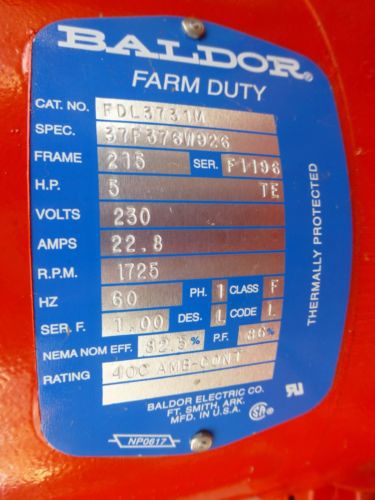 BALDOR®
FARM DUTY
CAT. NO. FDL3731M
SPEC. 37F376W926
FRAME 215 SER. F1196
H.P. 5 TE
VOLTS 230
AMPS 22.8
R.P.M. 1725
HZ 60 PH. 1 CLASS F
SER. F. 1.00 DES. L CODE L
NEMA NOM EFF. 82.5 % P.F. 86 %
RATING 40C AMB-CONT
BALDOR ELECTRIC CO.
FT. SMITH, ARK.
MFD. IN U.S.A.
NP0617
THERMALLY PROTECTED